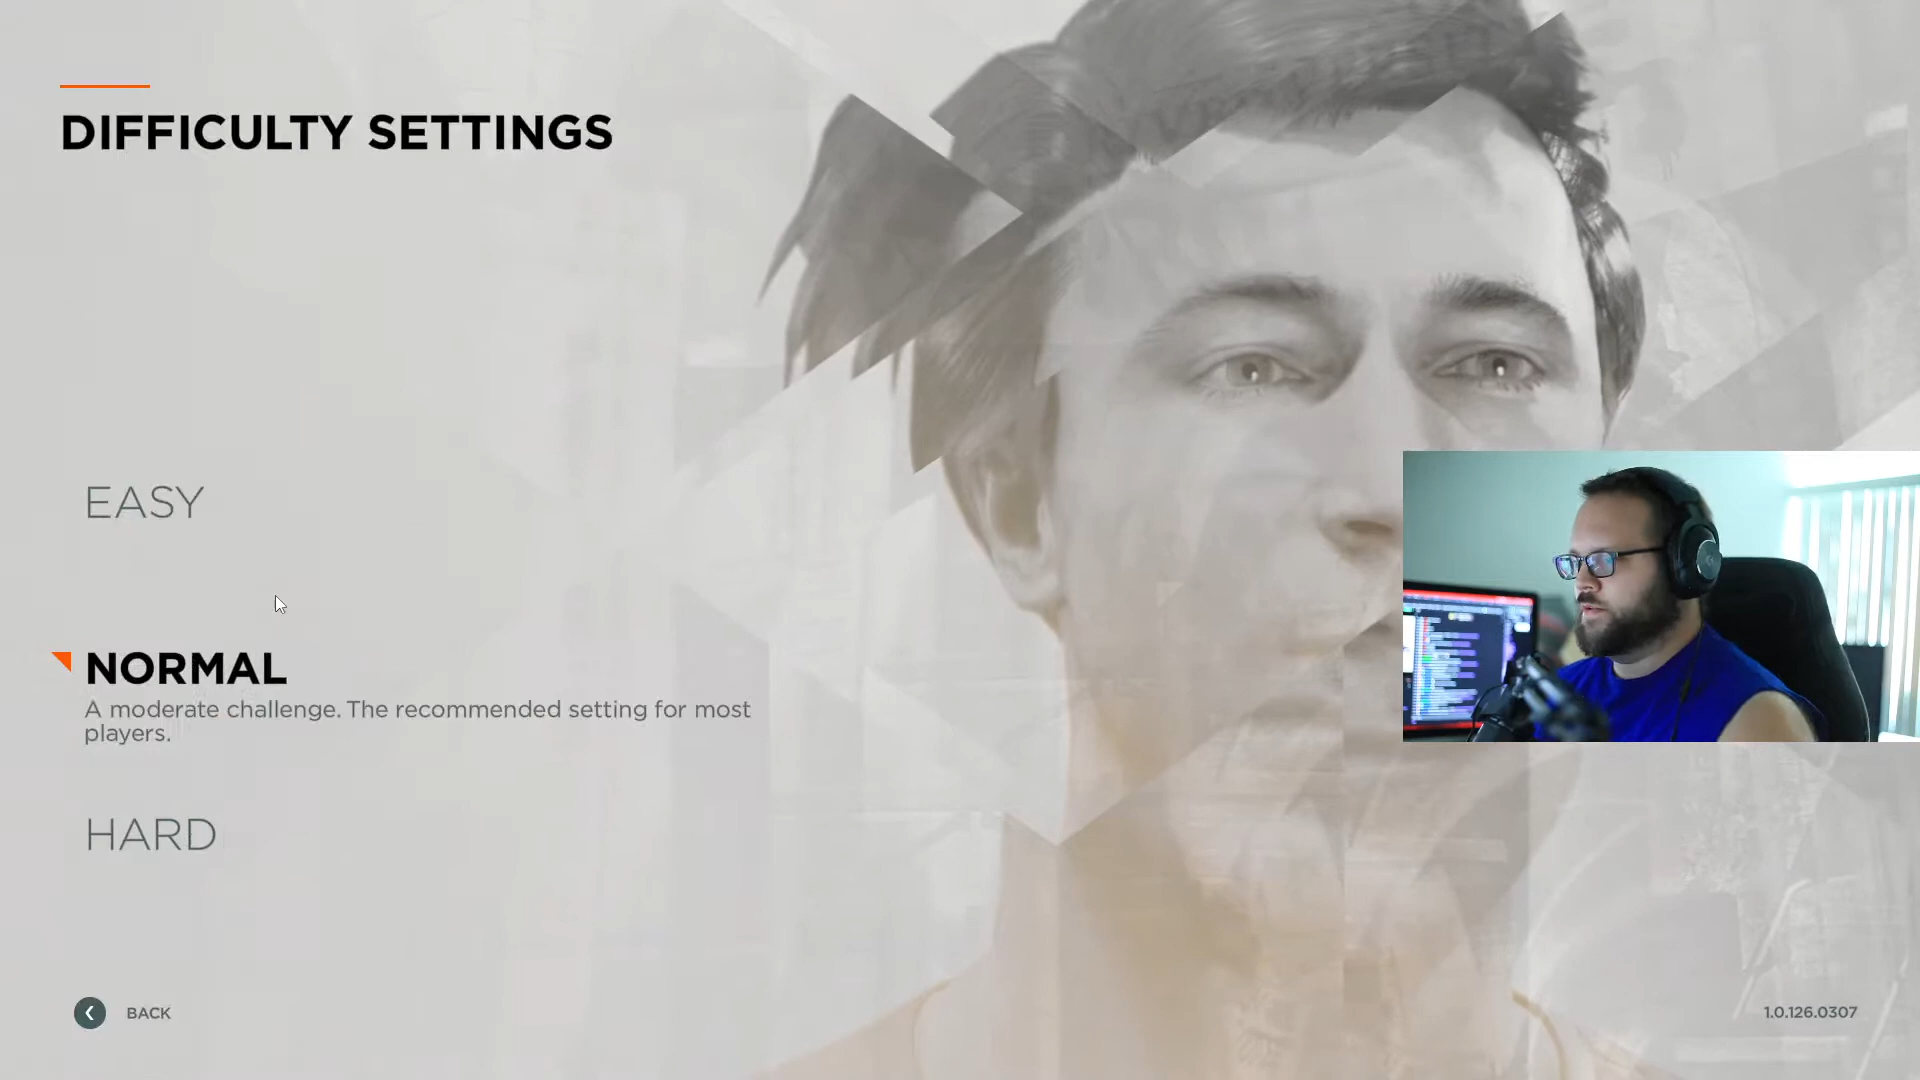 DIFFICULTY SETTINGS
EASY
NORMAL
A moderate challenge. The recommended setting for most
players.
HARD
BACK
1.0.126.0307